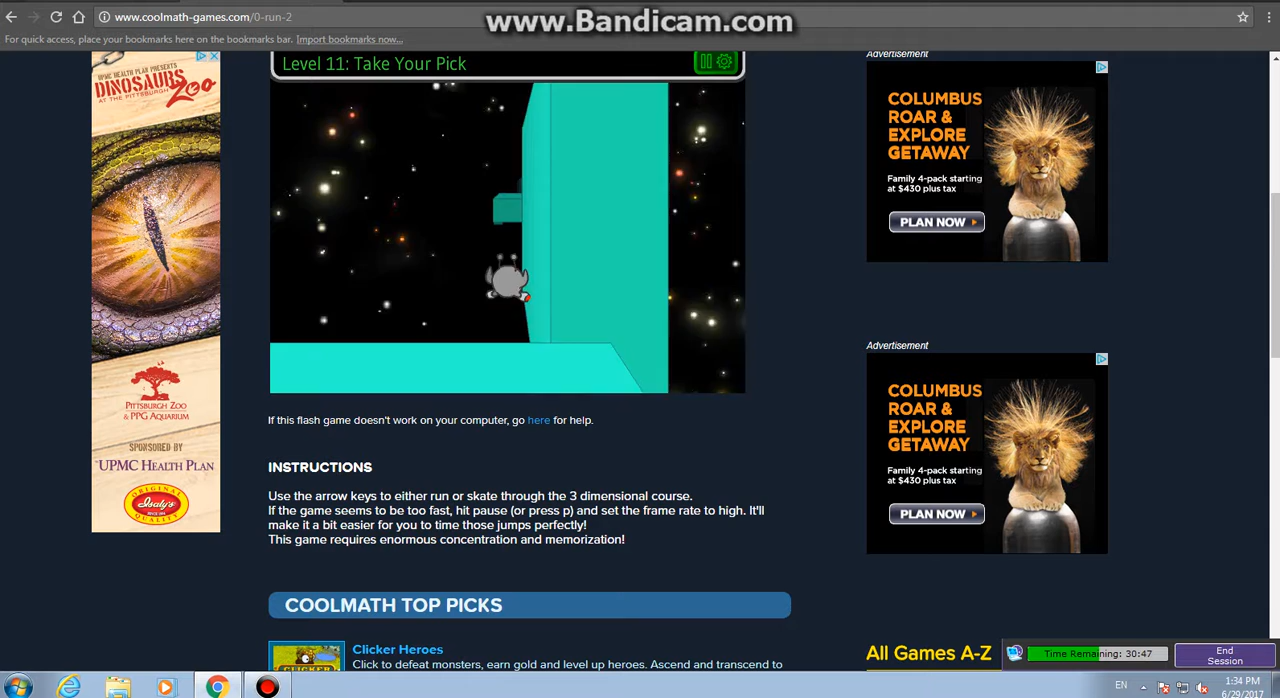 www.coolmath-games.com/0-run-2
www.Bandicam.com
For quick access, place your bookmarks here on the bookmarks bar. Import bookmarks now...
UPMC HEALTH PLAN PRESENTS
DINOSAURS
AT THE PITTSBURGH ZOO
PITTSBURGH ZOO
& PPG AQUARIUM
SPONSORED BY
UPMC HEALTH PLAN
ORIGINAL
Isaly's
QUALITY
Level 11: Take Your Pick
If this flash game doesn't work on your computer, go here for help.
INSTRUCTIONS
Use the arrow keys to either run or skate through the 3 dimensional course.
If the game seems to be too fast, hit pause (or press p) and set the frame rate to high. It'll
make it a bit easier for you to time those jumps perfectly!
This game requires enormous concentration and memorization!
COOLMATH TOP PICKS
CLICKER
Clicker Heroes
Click to defeat monsters, earn gold and level up heroes. Ascend and transcend to
Advertisement
COLUMBUS
ROAR &
EXPLORE
GETAWAY
Family 4-pack starting
at $430 plus tax
PLAN NOW
Advertisement
COLUMBUS
ROAR &
EXPLORE
GETAWAY
Family 4-pack starting
at $430 plus tax
PLAN NOW
All Games A-Z
Time Remaining: 30:47
End
Session
EN
1:34 PM
6/29/2017